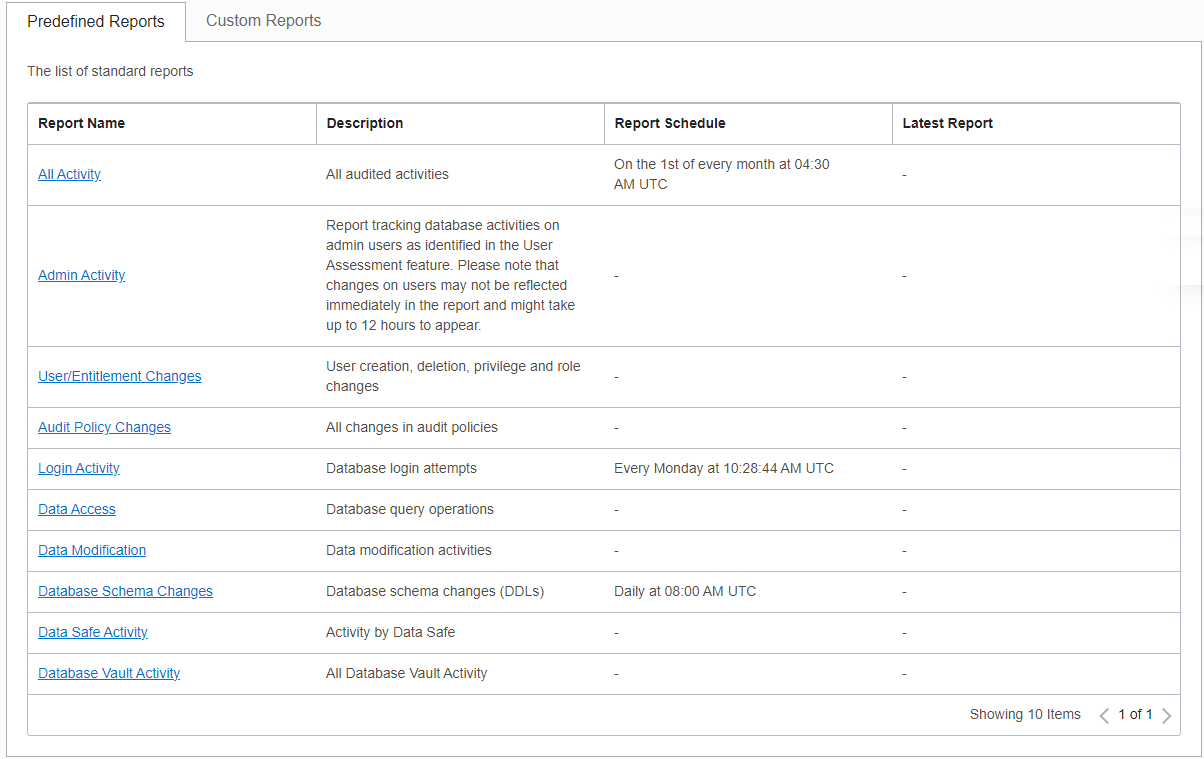 Predefined Reports
Custom Reports
The list of standard reports
Report Name
Description
Report Schedule
Latest Report
All Activity
All audited activities
On the 1st of every month at 04:30
AM UTC
-
Admin Activity
Report tracking database activities on
admin users as identified in the User
Assessment feature. Please note that
changes on users may not be reflected
immediately in the report and might take
up to 12 hours to appear.
-
-
User/Entitlement Changes
User creation, deletion, privilege and role
changes
-
-
Audit Policy Changes
All changes in audit policies
-
-
Login Activity
Database login attempts
Every Monday at 10:28:44 AM UTC
-
Data Access
Database query operations
-
-
Data Modification
Data modification activities
-
-
Database Schema Changes
Database schema changes (DDLs)
Daily at 08:00 AM UTC
-
Data Safe Activity
Activity by Data Safe
-
-
Database Vault Activity
All Database Vault Activity
-
-
Showing 10 Items
1 of 1